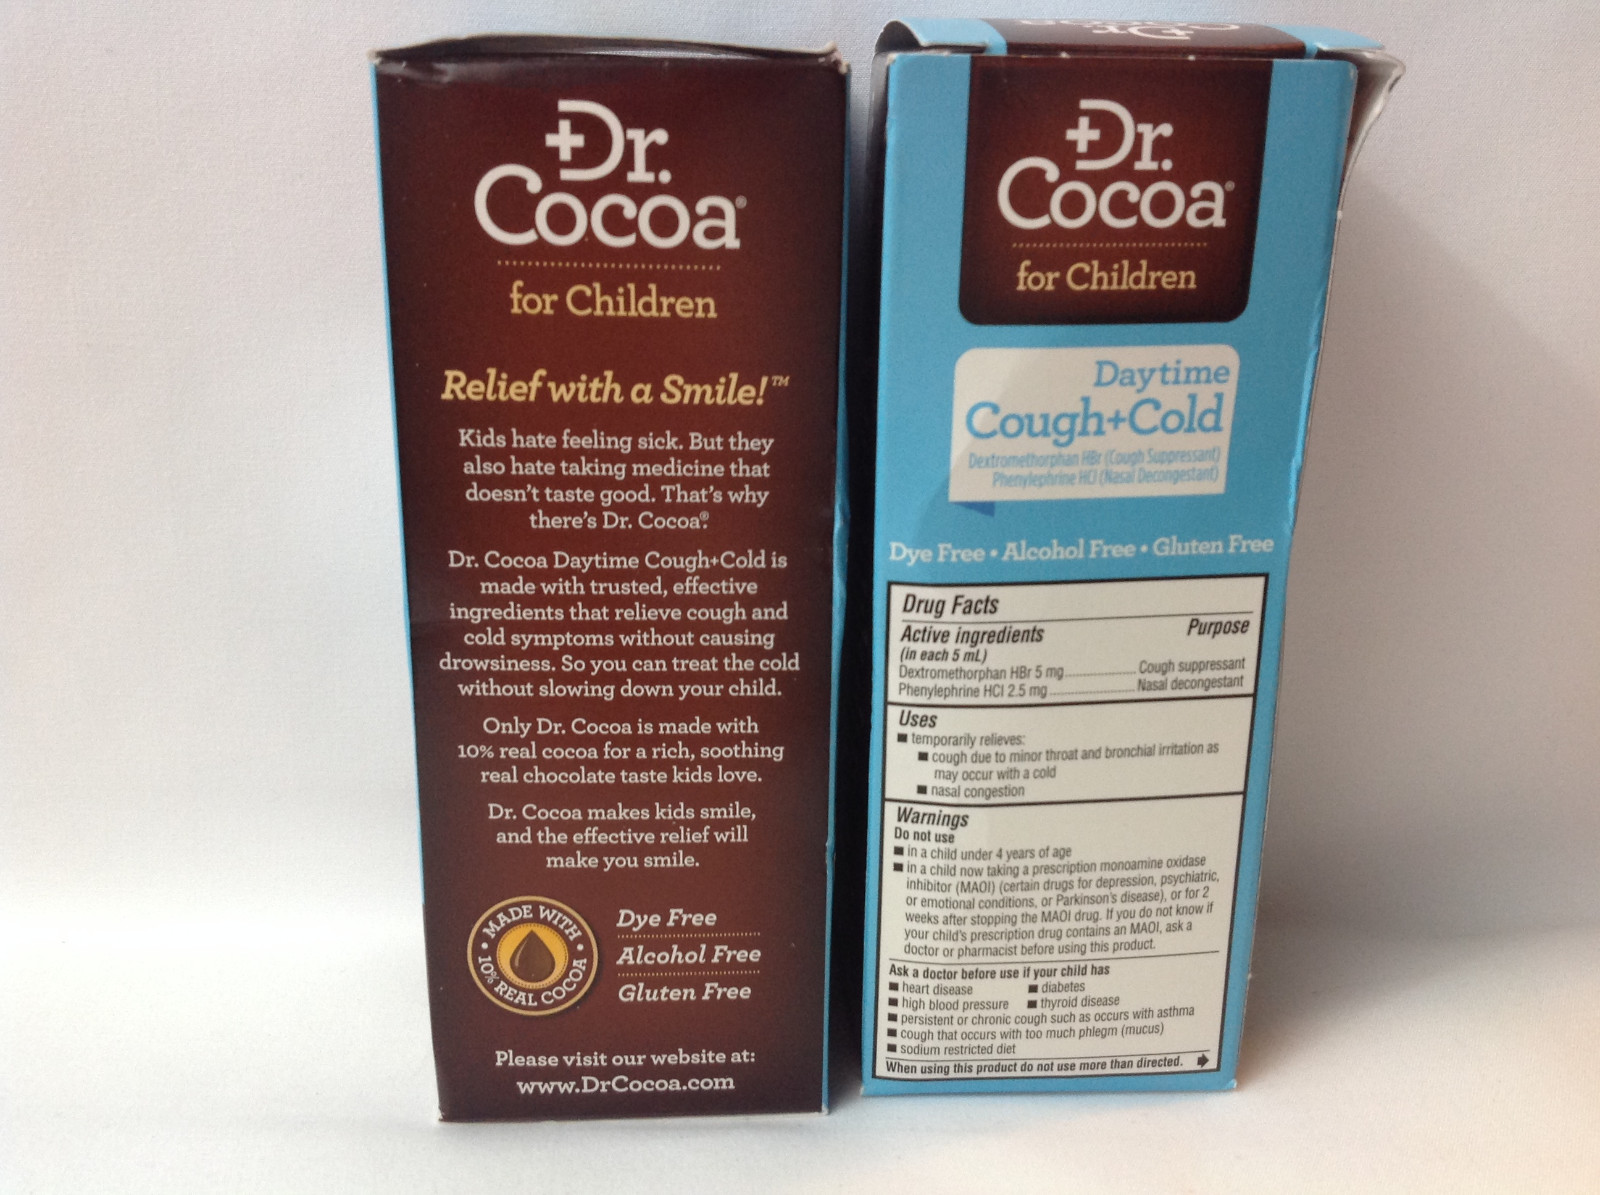 Dr.
Cocoa®
for Children
Relief with a Smile!™
Kids hate feeling sick. But they
also hate taking medicine that
doesn't taste good. That's why
there's Dr. Cocoa®.
Dr. Cocoa Daytime Cough+Cold is
made with trusted, effective
ingredients that relieve cough and
cold symptoms without causing
drowsiness. So you can treat the cold
without slowing down your child.
Only Dr. Cocoa is made with
10% real cocoa for a rich, soothing
real chocolate taste kids love.
Dr. Cocoa makes kids smile,
and the effective relief will
make you smile.
• MADE WITH •
10% REAL COCOA
Dye Free
Alcohol Free
Gluten Free
Please visit our website at:
www.DrCocoa.com
Dr.
Cocoa
Dr.
Cocoa®
for Children
Daytime
Cough+Cold
Dextromethorphan HBr (Cough Suppressant)
Phenylephrine HCl (Nasal Decongestant)
Dye Free • Alcohol Free • Gluten Free
Drug Facts
Active ingredients Purpose
(in each 5 mL)
Dextromethorphan HBr 5 mg .................... Cough suppressant
Phenylephrine HCl 2.5 mg ........................ Nasal decongestant
Uses
■ temporarily relieves:
■ cough due to minor throat and bronchial irritation as
may occur with a cold
■ nasal congestion
Warnings
Do not use
■ in a child under 4 years of age
■ in a child now taking a prescription monoamine oxidase
inhibitor (MAOI) (certain drugs for depression, psychiatric,
or emotional conditions, or Parkinson's disease), or for 2
weeks after stopping the MAOI drug. If you do not know if
your child's prescription drug contains an MAOI, ask a
doctor or pharmacist before using this product.
Ask a doctor before use if your child has
■ heart disease ■ diabetes
■ high blood pressure ■ thyroid disease
■ persistent or chronic cough such as occurs with asthma
■ cough that occurs with too much phlegm (mucus)
■ sodium restricted diet
When using this product do not use more than directed.